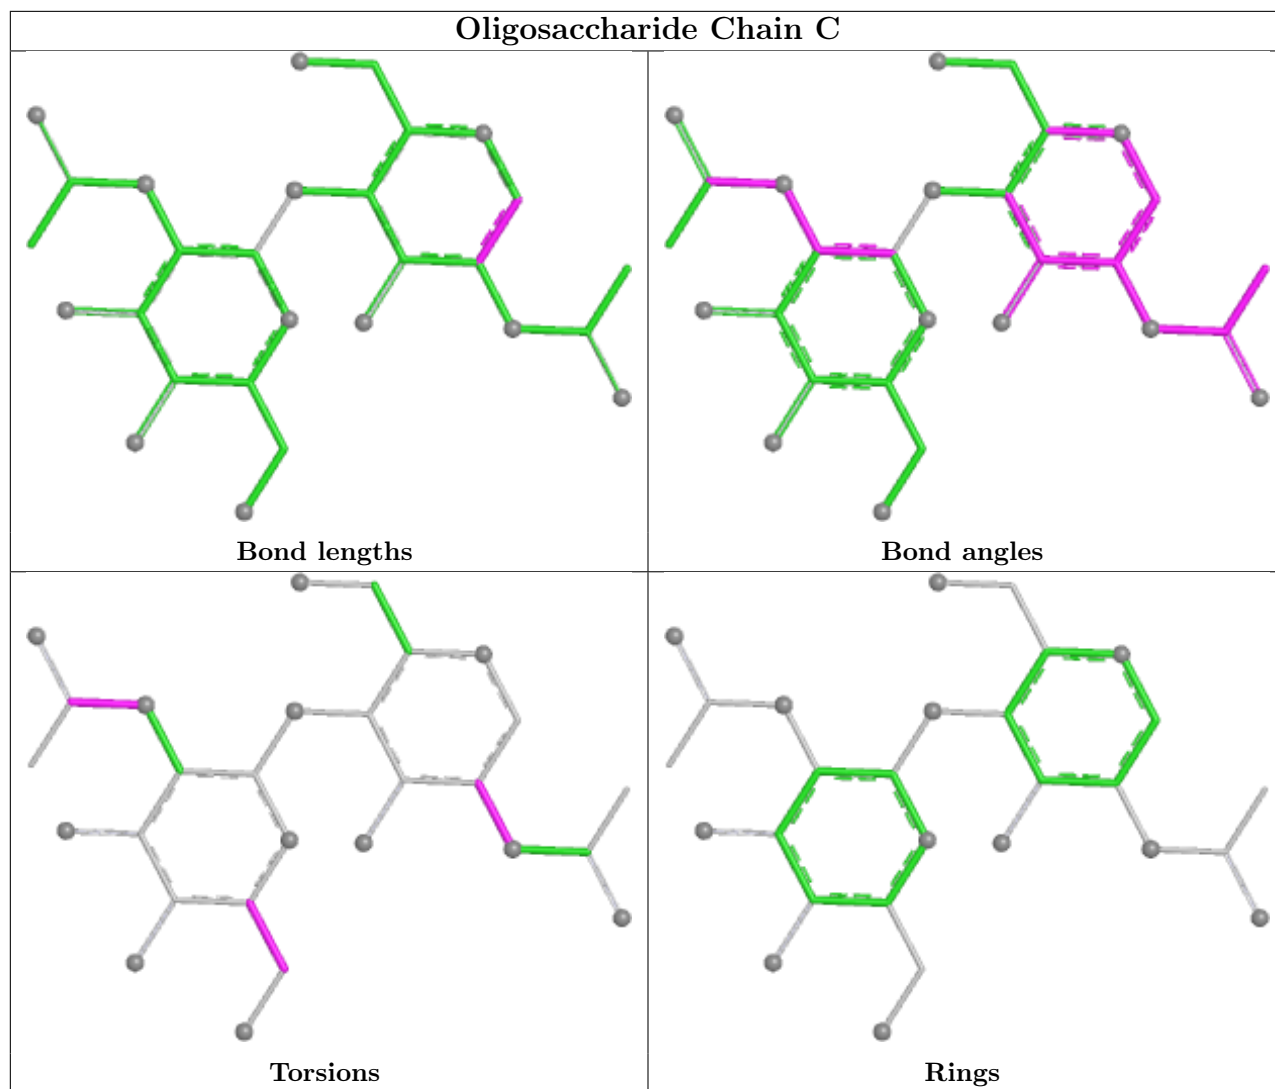 Oligosaccharide Chain C
Bond lengths
Bond angles
Torsions
Rings